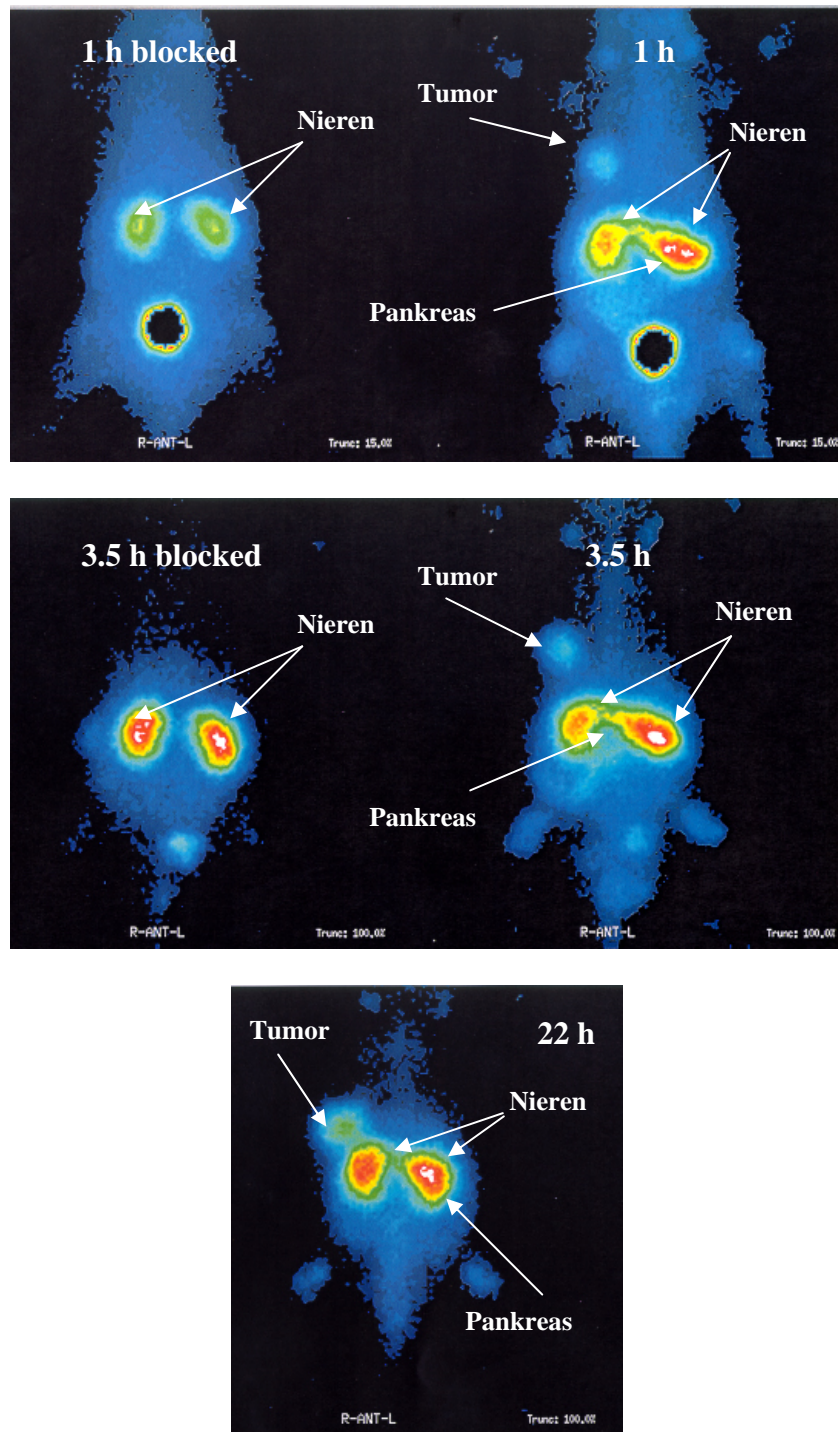 1 h blocked
1 h
Tumor
Nieren
Nieren
Pankreas
R-ANT-L
Trunc: 15.0%
R-ANT-L
Trunc: 15.0%
3.5 h blocked
3.5 h
Tumor
Nieren
Nieren
Pankreas
R-ANT-L
Trunc: 100.0%
R-ANT-L
Trunc: 100.0%
22 h
Tumor
Nieren
Pankreas
R-ANT-L
Trunc: 100.0%